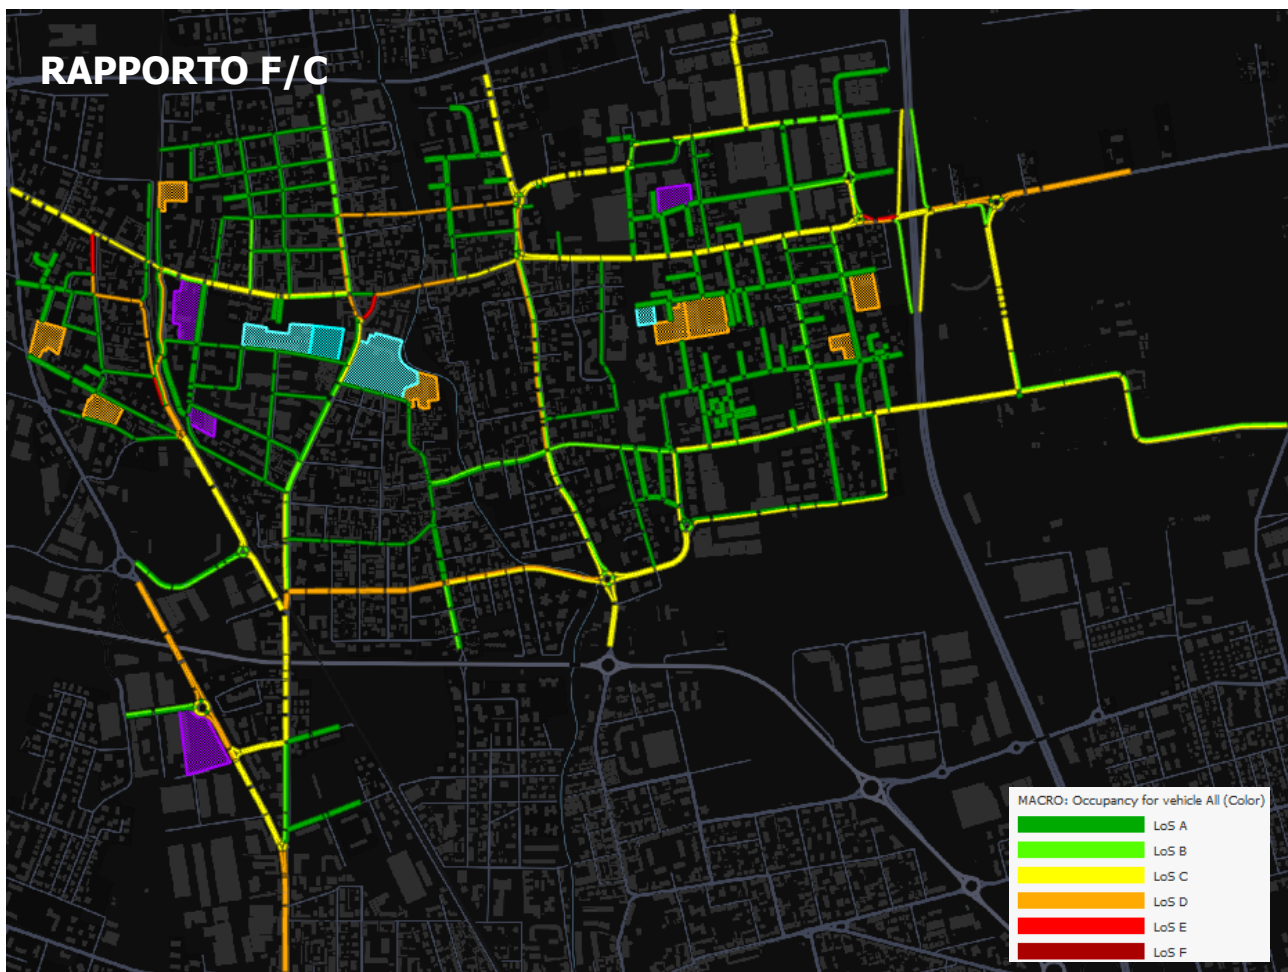 RAPPORTO F/C
MACRO: Occupancy for vehicle All (Color)
LoS A
LoS B
LoS C
LoS D
LoS E
LoS F